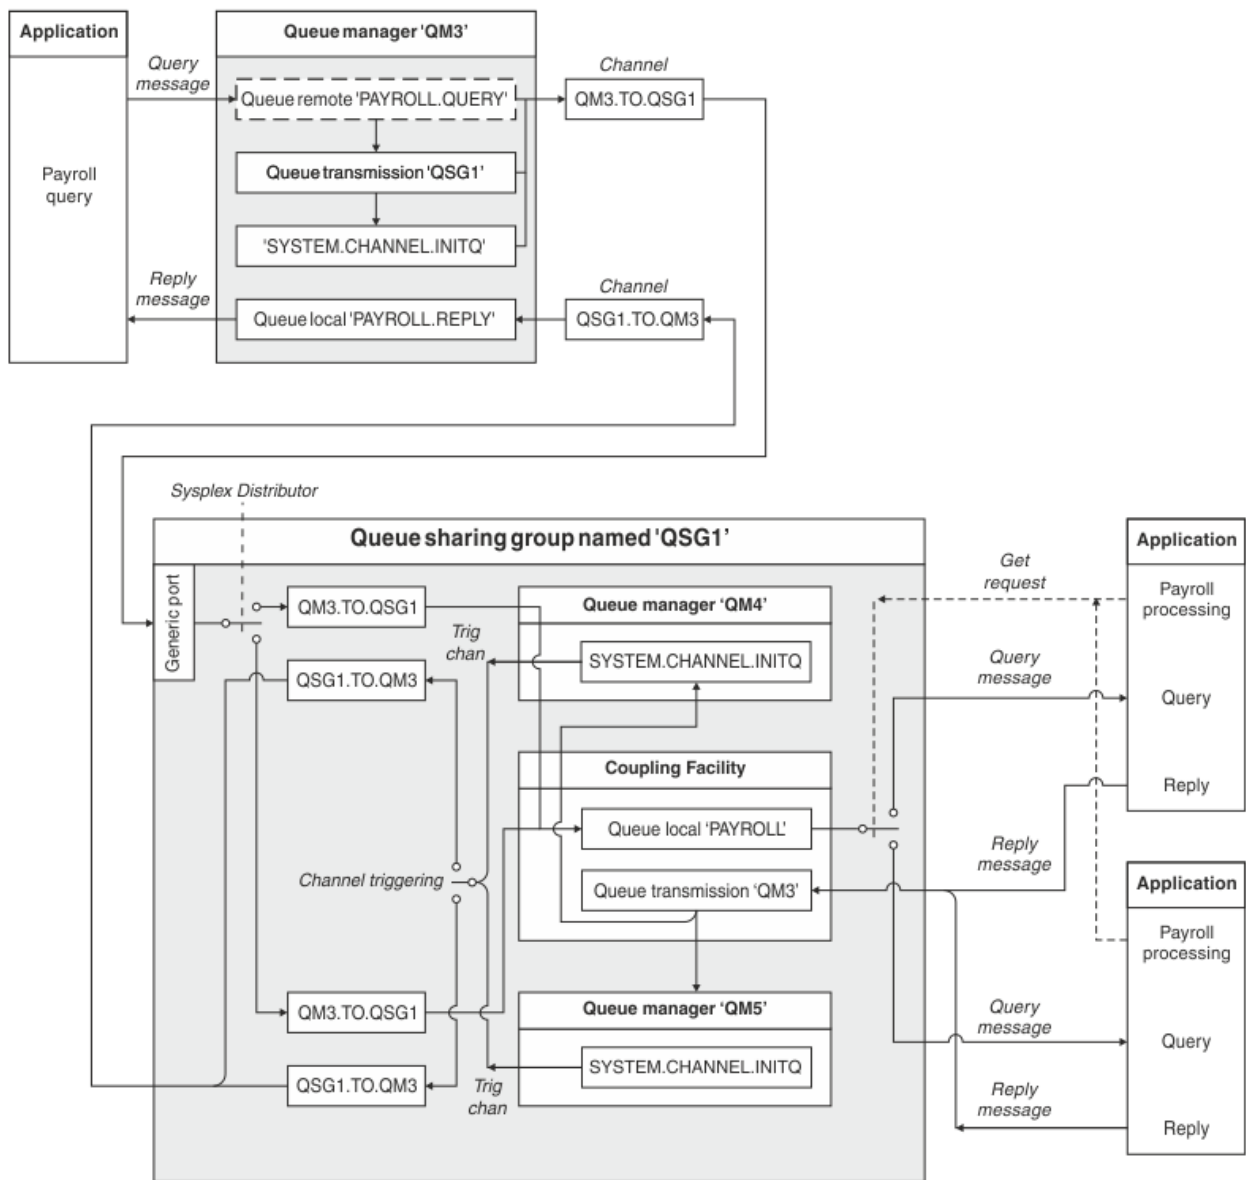 Application
Payroll
query
Query
message
Reply
message
Queue manager 'QM3'
Queue remote 'PAYROLL.QUERY'
Queue transmission 'QSG1'
'SYSTEM.CHANNEL.INITQ'
Queue local 'PAYROLL.REPLY'
Channel
QM3.TO.QSG1
Channel
QSG1.TO.QM3
Sysplex Distributor
Queue sharing group named 'QSG1'
Generic port
QM3.TO.QSG1
QSG1.TO.QM3
Trig
chan
Queue manager ‘QM4’
SYSTEM.CHANNEL.INITQ
Coupling Facility
Queue local ‘PAYROLL’
Queue transmission ‘QM3’
Channel triggering
QM3.TO.QSG1
QSG1.TO.QM3
Trig
chan
Queue manager ‘QM5’
SYSTEM.CHANNEL.INITQ
Get
request
Query
message
Reply
message
Application
Payroll
processing
Query
Reply
Query
message
Reply
message
Application
Payroll
processing
Query
Reply